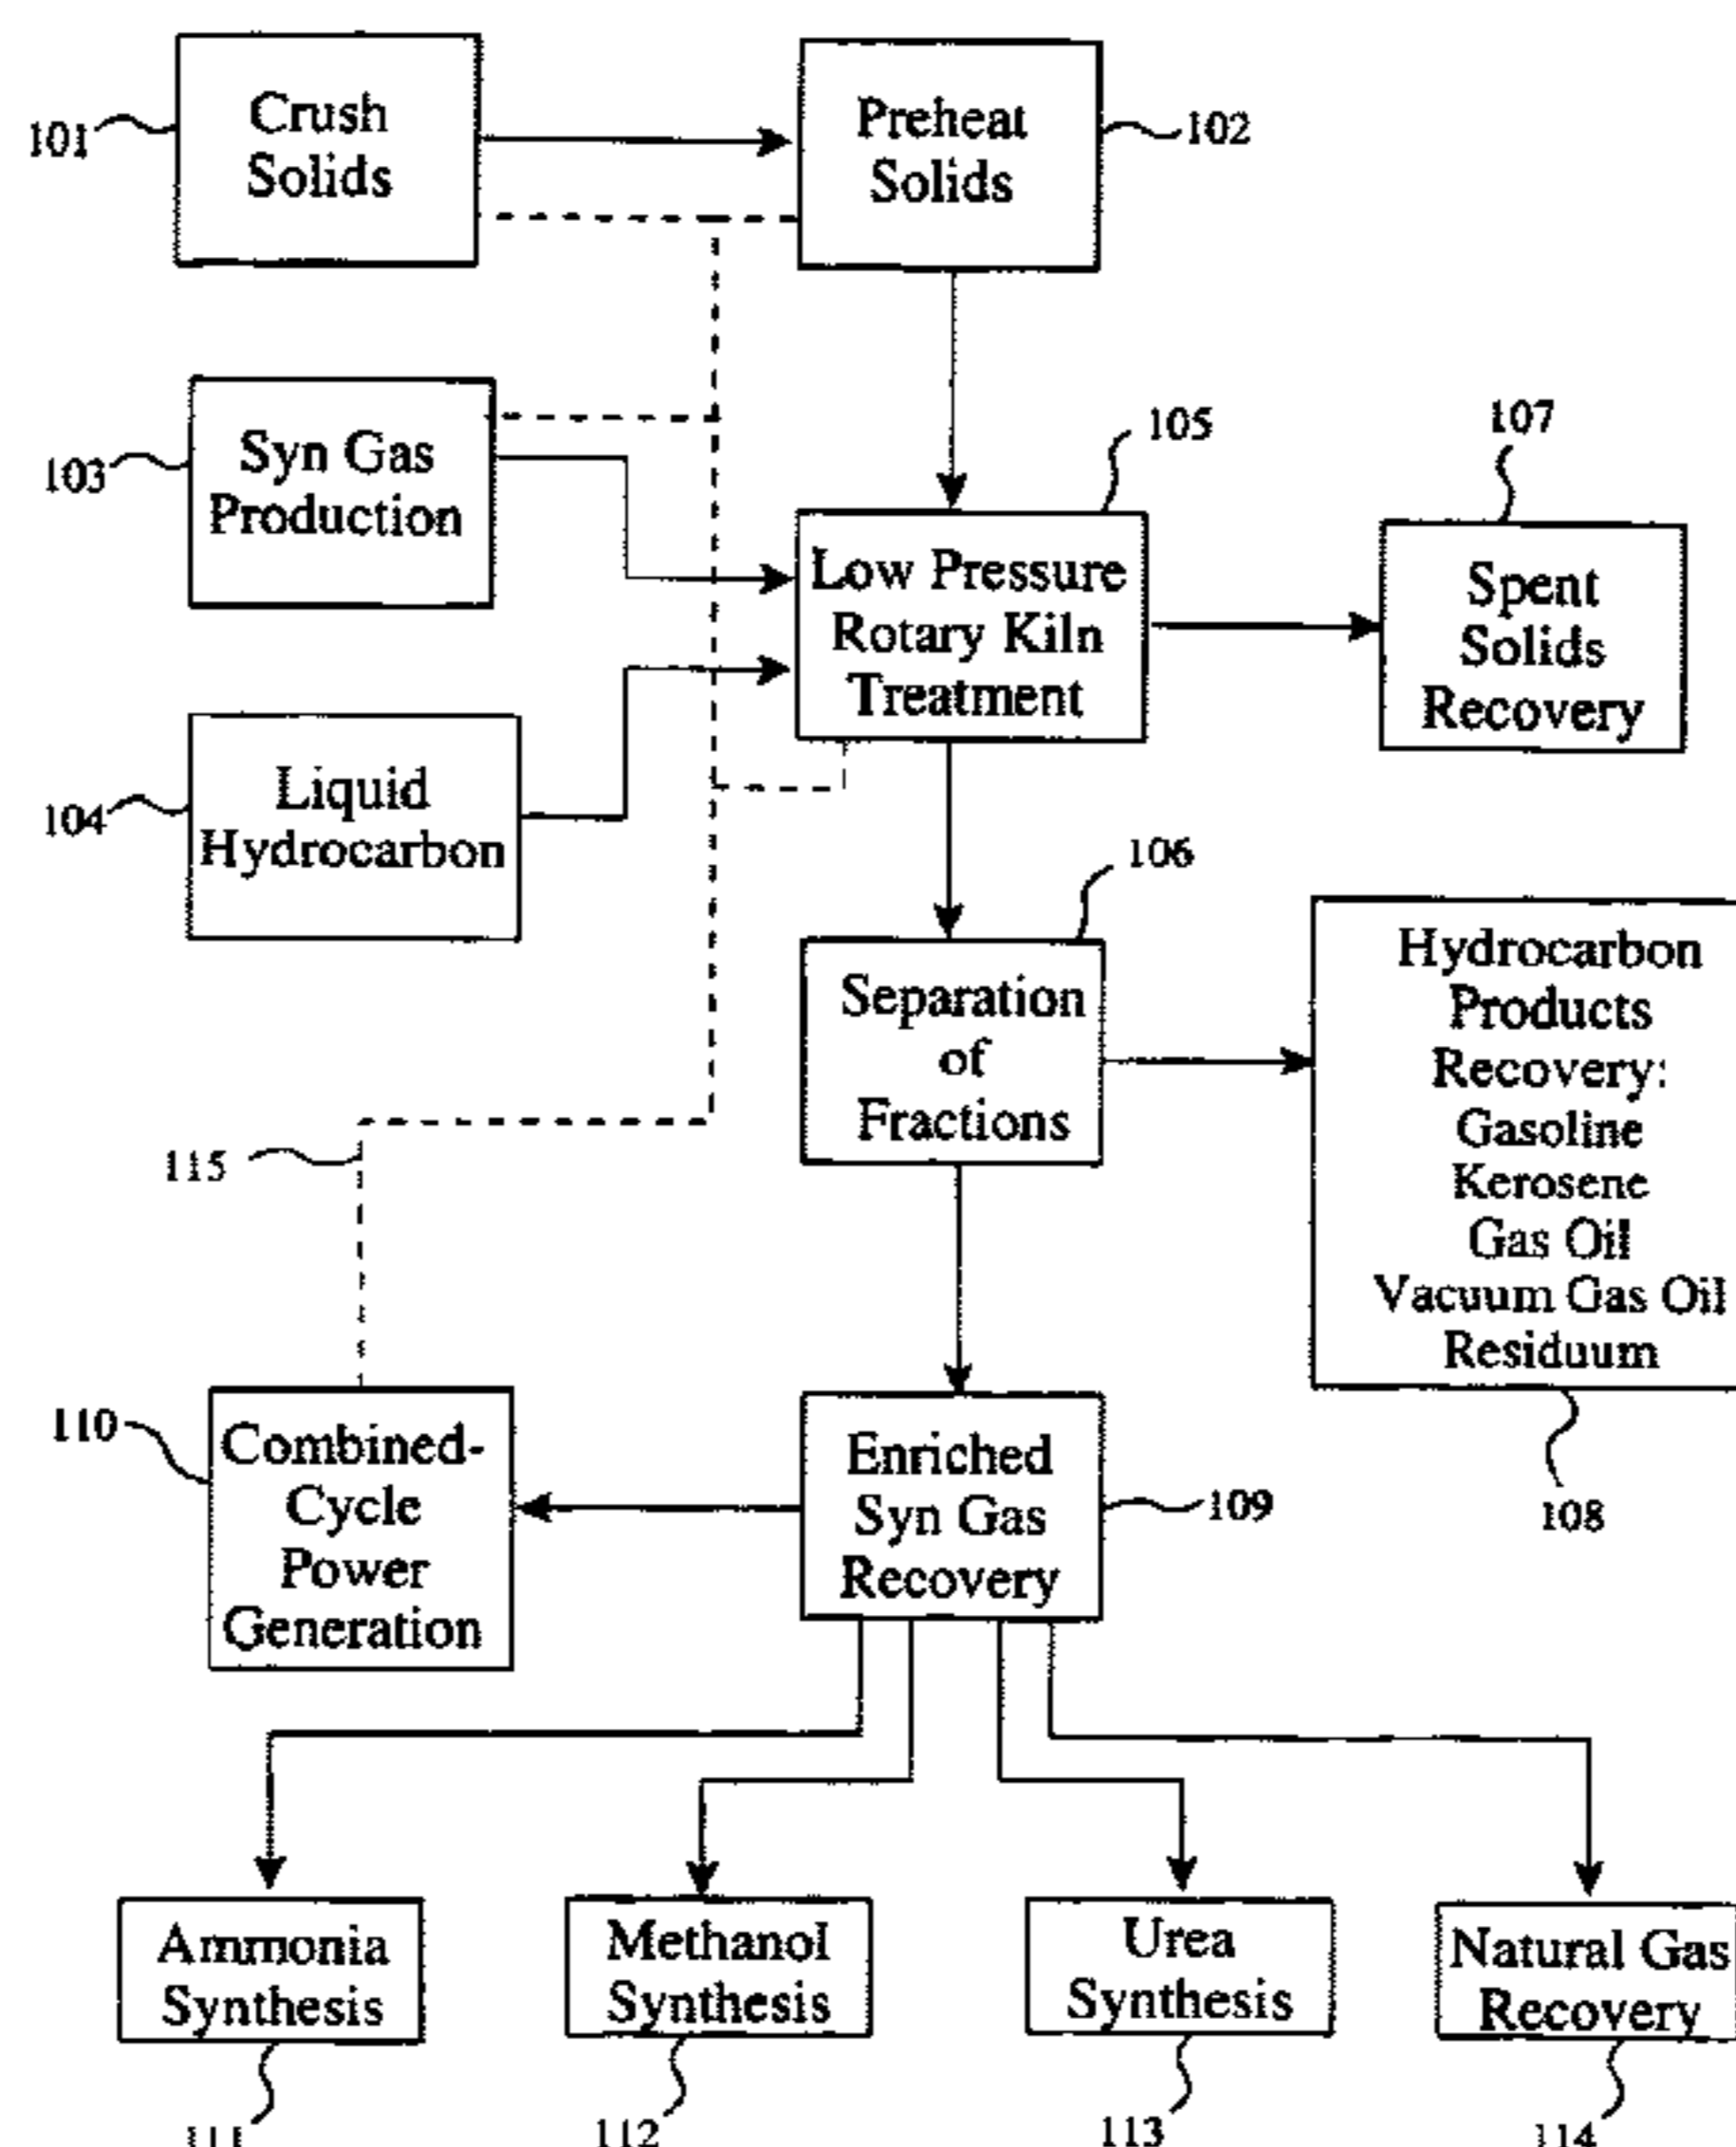 Crush
Solids
101
Preheat
Solids
102
Syn Gas
Production
103
105
107
Low Pressure
Rotary Kiln
Treatment
Spent
Solids
Recovery
Liquid
Hydrocarbon
104
106
Separation
of
Fractions
Hydrocarbon
Products
Recovery:
Gasoline
Kerosene
Gas Oil
Vacuum Gas Oil
Residuum
115
108
110
Combined-
Cycle
Power
Generation
Enriched
Syn Gas
Recovery
109
Ammonia
Synthesis
Methanol
Synthesis
Urea
Synthesis
Natural Gas
Recovery
111
112
113
114